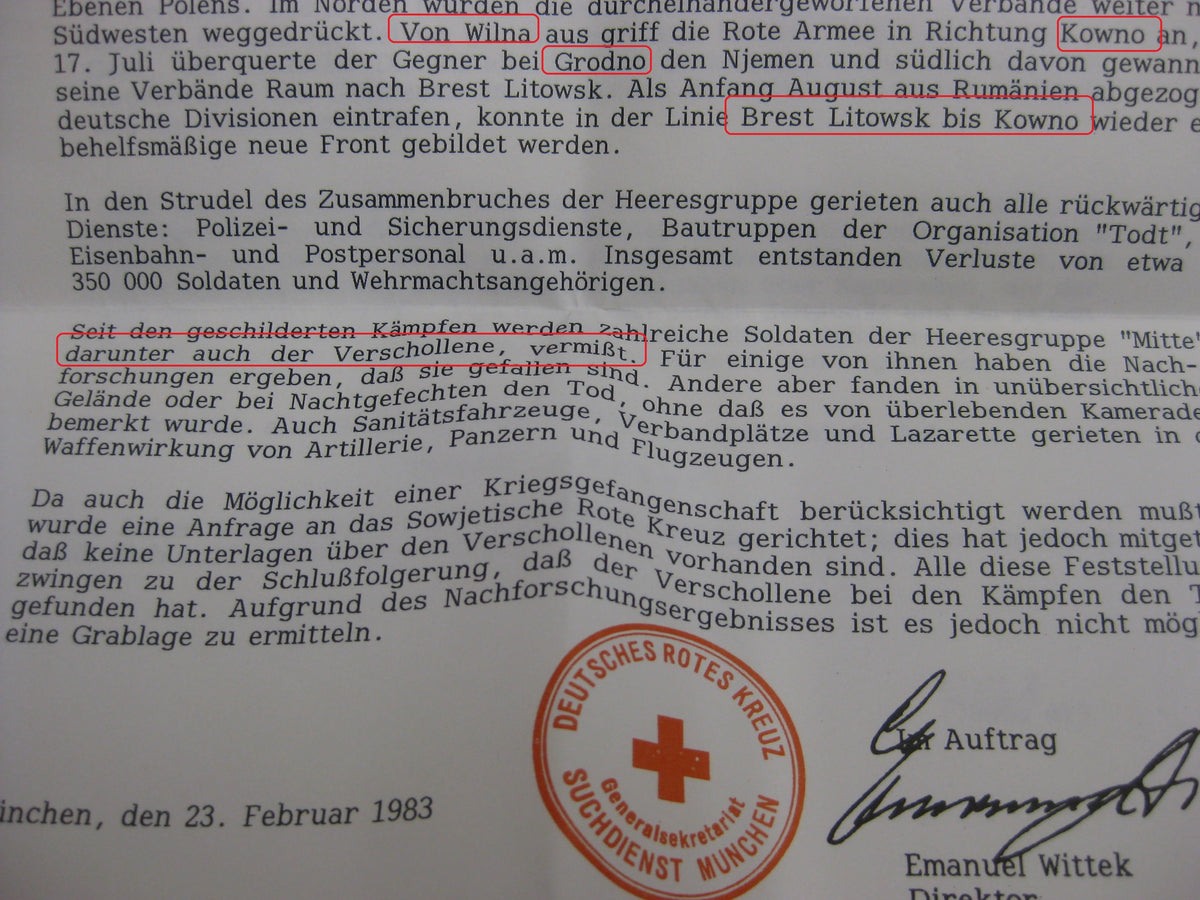 Ebenen Polens. Im Norden wurden die durcheinandergeworfenen Verbände weiter
Südwesten weggedrückt. Von Wilna aus griff die Rote Armee in Richtung Kowno an,
17. Juli überquerte der Gegner bei Grodno den Njemen und südlich davon gewann
seine Verbände Raum nach Brest Litowsk. Als Anfang August aus Rumänien abgezog
deutsche Divisionen eintrafen, konnte in der Linie Brest Litowsk bis Kowno wieder e
behelfsmäßige neue Front gebildet werden.
In den Strudel des Zusammenbruches der Heeresgruppe gerieten auch alle rückwärtig
Dienste: Polizei- und Sicherungsdienste, Bautruppen der Organisation "Todt",
Eisenbahn- und Postpersonal u.a.m. Insgesamt entstanden Verluste von etwa
350 000 Soldaten und Wehrmachtsangehörigen.
Seit den geschilderten Kämpfen werden zahlreiche Soldaten der Heeresgruppe "Mitte"
darunter auch der Verschollene, vermißt. Für einige von ihnen haben die Nach-
forschungen ergeben, daß sie gefallen sind. Andere aber fanden in unübersichtlich
Gelände oder bei Nachtgefechten den Tod, ohne daß es von überlebenden Kamerade
bemerkt wurde. Auch Sanitätsfahrzeuge, Verbandplätze und Lazarette gerieten in d
Waffenwirkung von Artillerie, Panzern und Flugzeugen.
Da auch die Möglichkeit einer Kriegsgefangenschaft berücksichtigt werden mußt
wurde eine Anfrage an das Sowjetische Rote Kreuz gerichtet; dies hat jedoch mitget
daß keine Unterlagen über den Verschollenen vorhanden sind. Alle diese Feststellu
zwingen zu der Schlußfolgerung, daß der Verschollene bei den Kämpfen den T
gefunden hat. Aufgrund des Nachforschungsergebnisses ist es jedoch nicht mög
eine Grablage zu ermitteln.
DEUTSCHES ROTES KREUZ
Generalsekretariat
SUCHDIENST MÜNCHEN
Im Auftrag
inchen, den 23. Februar 1983
Emanuel Wittek
Direktor